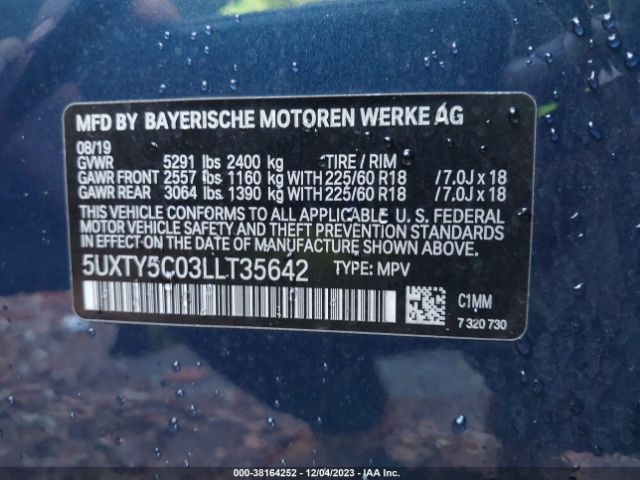 MFD BY BAYERISCHE MOTOREN WERKE AG
08/19
GVWR 5291 lbs 2400 kg TIRE / RIM
GAWR FRONT 2557 lbs 1160 kg WITH 225/60 R18 /7.0J x 18
GAWR REAR 3064 lbs 1390 kg WITH 225/60 R18 /7.0J x 18
THIS VEHICLE CONFORMS TO ALL APPLICABLE U. S. FEDERAL
MOTOR VEHICLE SAFETY AND THEFT PREVENTION STANDARDS
IN EFFECT ON THE DATE OF MANUFACTURE SHOWN ABOVE.
5UXTY5C03LLT35642 TYPE: MPV
C1MM
7 320 730
000-38164252 - 12/04/2023 - IAA Inc.